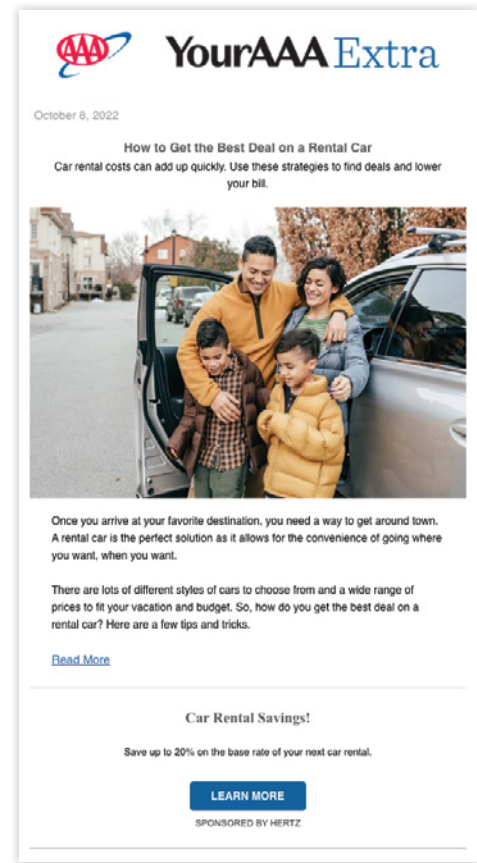 AAA YourAAA Extra
October 8, 2022
How to Get the Best Deal on a Rental Car
Car rental costs can add up quickly. Use these strategies to find deals and lower
your bill.
Once you arrive at your favorite destination, you need a way to get around town.
A rental car is the perfect solution as it allows for the convenience of going where
you want, when you want.
There are lots of different styles of cars to choose from and a wide range of
prices to fit your vacation and budget. So, how do you get the best deal on a
rental car? Here are a few tips and tricks.
Read More
Car Rental Savings!
Save up to 20% on the base rate of your next car rental.
LEARN MORE
SPONSORED BY HERTZ